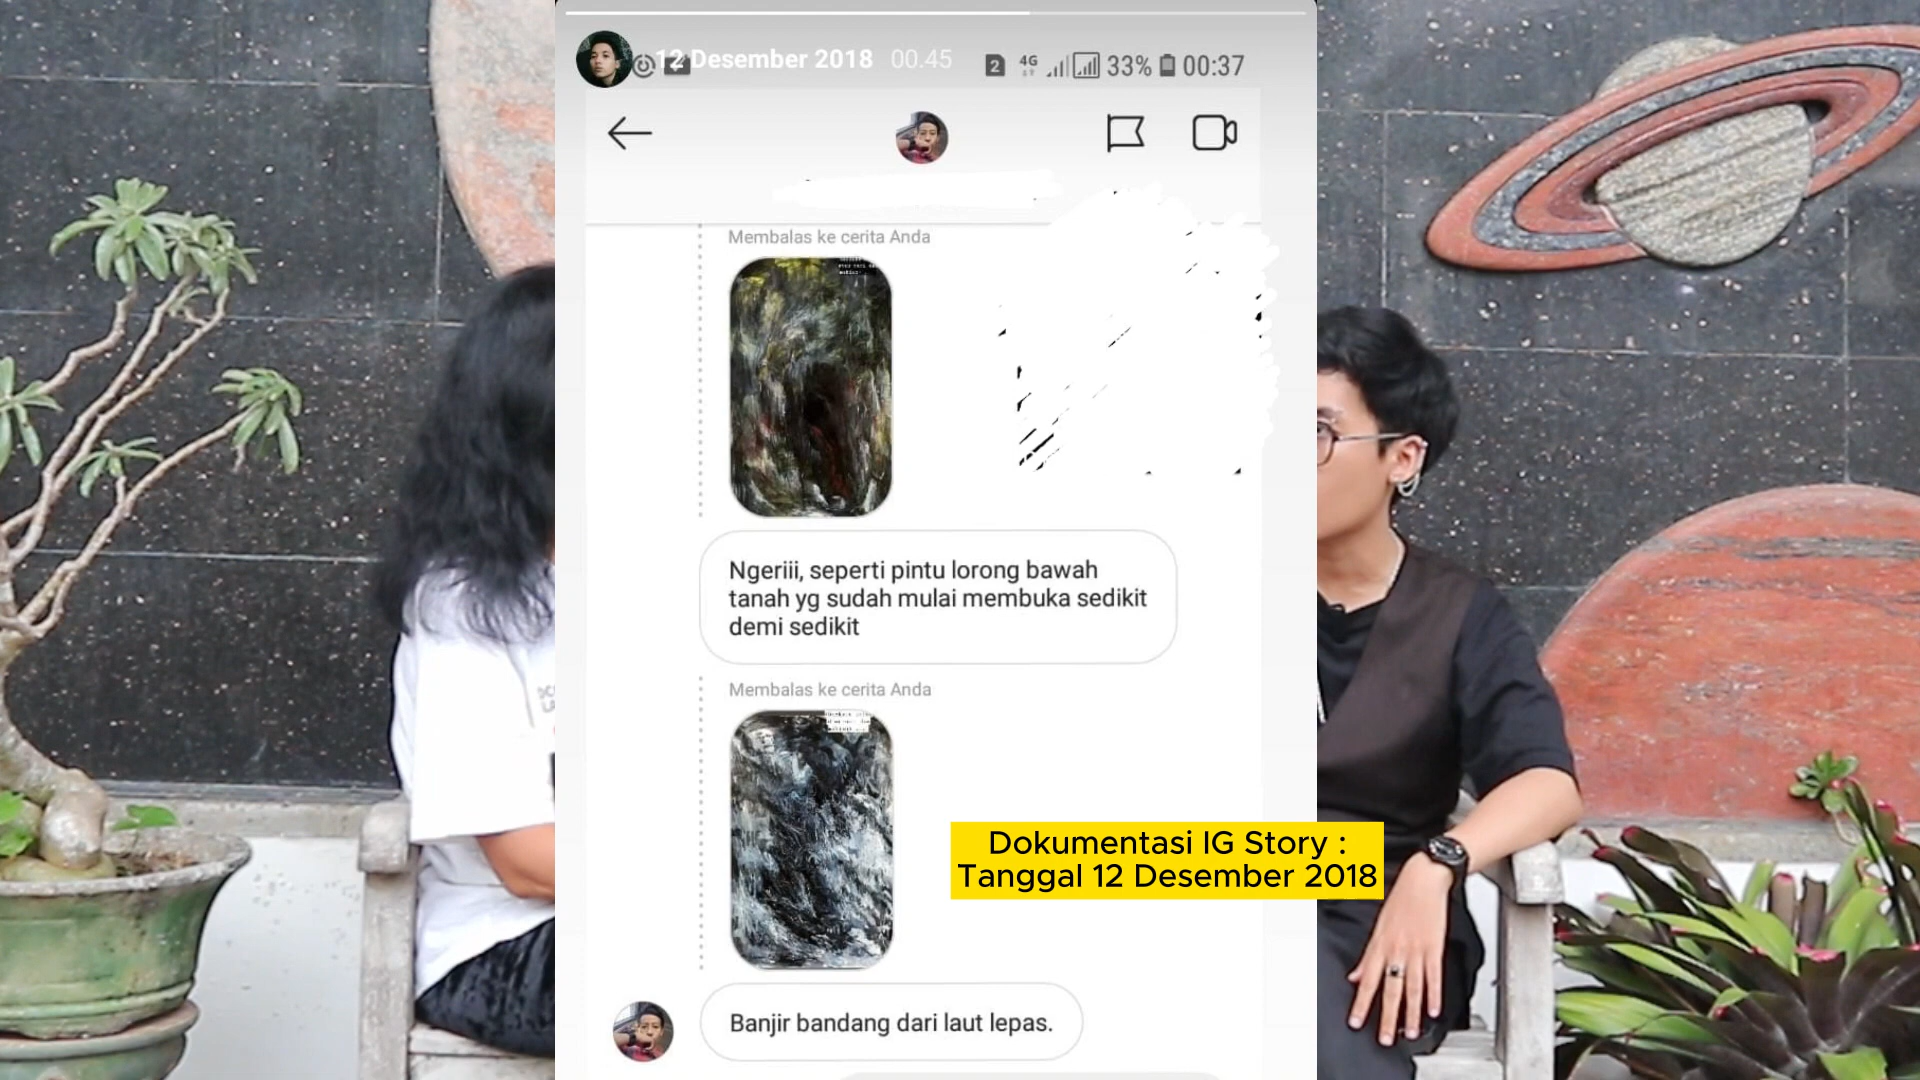 12 Desember 2018 00.45
2 4G 33% 00:37
Membalas ke cerita Anda
Ngeriii, seperti pintu lorong bawah
tanah yg sudah mulai membuka sedikit
demi sedikit
Membalas ke cerita Anda
Dokumentasi IG Story :
Tanggal 12 Desember 2018
Banjir bandang dari laut lepas.